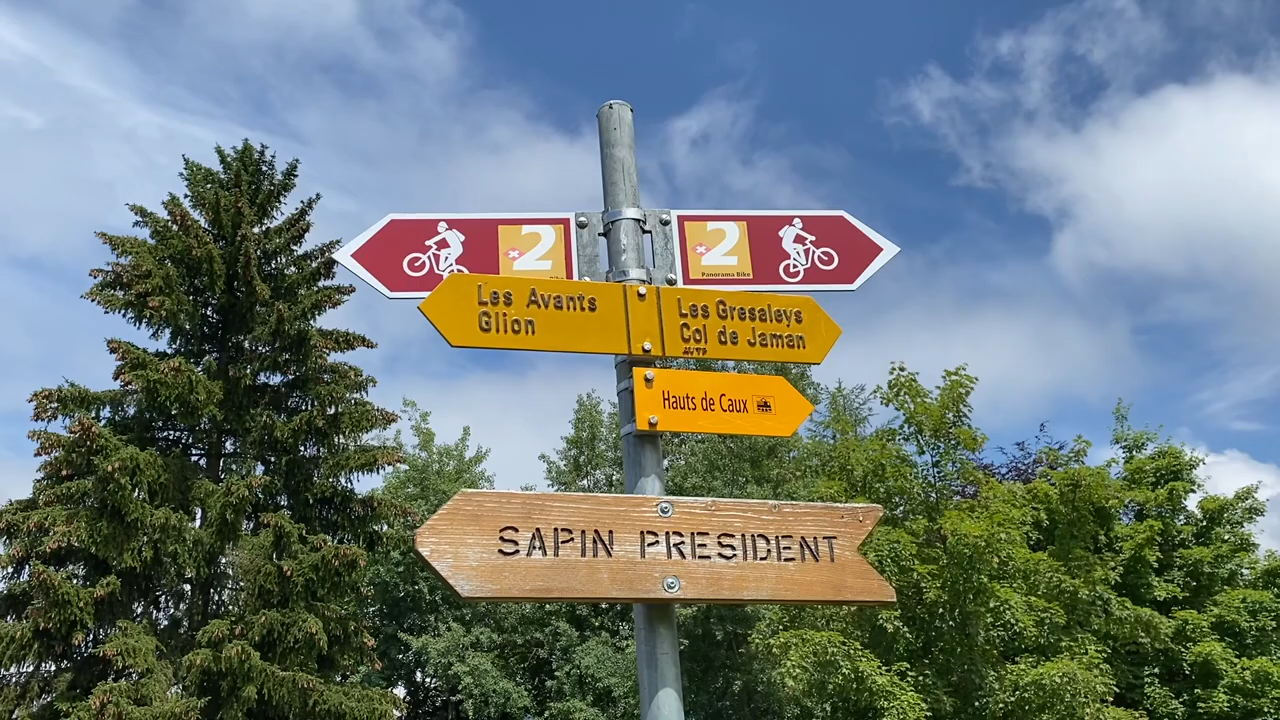 2
2
Panorama Bike
Les Avants
Glion
Les Gresaleys
Col de Jaman
Hauts de Caux
SAPIN PRESIDENT